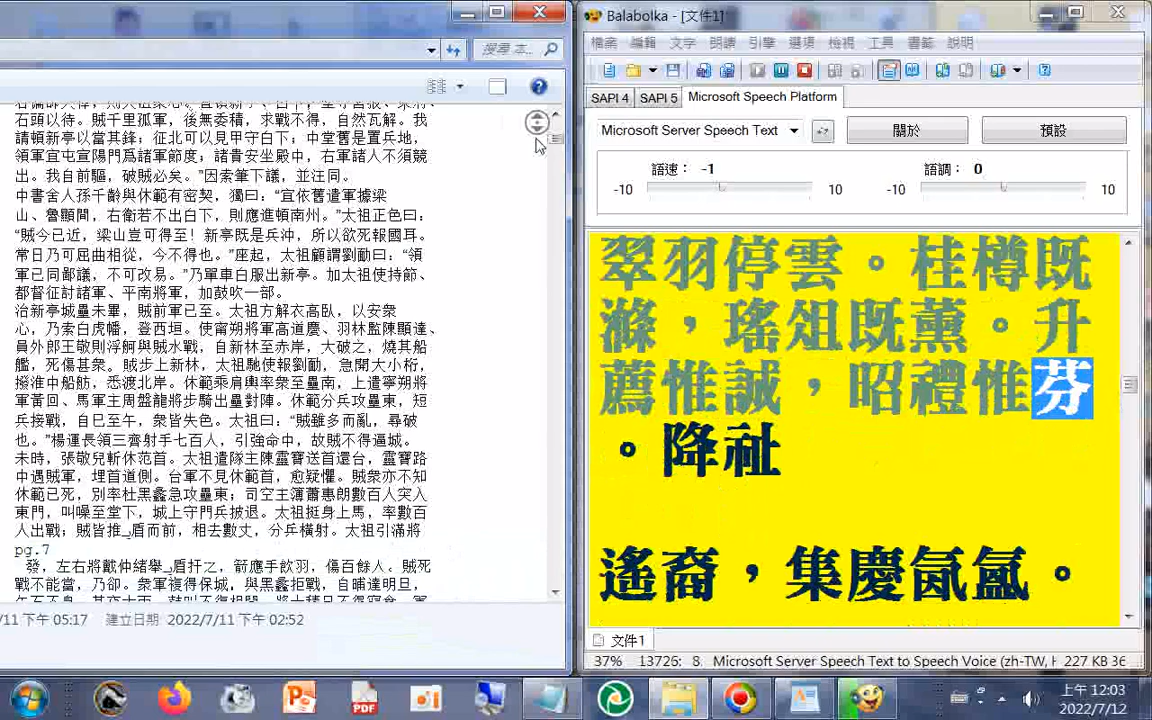 搜尋 本...
石頭以待。賊千里孤軍，後無委積，求戰不得，自然瓦解。我
請頓新亭以當其鋒；征北可以見甲守白下；中堂舊是置兵地，
領軍宜屯宣陽門爲諸軍節度；諸貴安坐殿中，右軍諸人不須競
出。我自前驅，破賊必矣。"因索筆下議，並注同。
中書舍人孫千齡與休範有密契，獨曰："宜依舊遣軍據梁
山、魯顯間，右衛若不出白下，則應進頓南州。"太祖正色曰：
"賊今已近，梁山豈可得至！新亭既是兵沖，所以欲死報國耳。
常日乃可屈曲相從，今不得也。"座起，太祖顧謂劉勔曰："領
軍已同鄙議，不可改易。"乃單車白服出新亭。加太祖使持節、
都督征討諸軍、平南將軍，加鼓吹一部。
治新亭城壘未畢，賊前軍已至。太祖方解衣高臥，以安衆
心，乃索白虎幡，登西垣。使甯朔將軍高道慶、羽林監陳顯達、
員外郎王敬則浮舸與賊水戰，自新林至赤岸，大破之，燒其船
艦，死傷甚衆。賊步上新林，太祖馳使報劉勔，急開大小桁，
撥淮中船舫，悉渡北岸。休範乘肩輿率衆至壘南，上遣甯朔將
軍黃回、馬軍主周盤龍將步騎出壘對陣。休範分兵攻壘東，短
兵接戰，自巳至午，衆皆失色。太祖曰："賊雖多而亂，尋破
也。"楊運長領三齊射手七百人，引強命中，故賊不得逼城。
未時，張敬兒斬休范首。太祖遣隊主陳靈寶送首還台，靈寶路
中遇賊軍，埋首道側。台軍不見休範首，愈疑懼。賊衆亦不知
休範已死，別率杜黑蠡急攻壘東；司空主簿蕭惠朗數百人突入
東門，叫噪至堂下，城上守門兵披退。太祖挺身上馬，率數百
人出戰；賊皆推_盾而前，相去數丈，分兵橫射。太祖引滿將
pg.7
發，左右將戴仲緒舉_盾扞之，箭應手飲羽，傷百餘人。賊死
戰不能當，乃卻。衆軍複得保城，與黑蠡拒戰，自晡達明旦，
/11 下午 05:17 建立日期: 2022/7/11 下午 02:52
Balabolka - [文件1]
檔案 編輯 文字 朗讀 引擎 選項 檢視 工具 書籤 說明
SAPI 4 SAPI 5 Microsoft Speech Platform
Microsoft Server Speech Text 關於 預設
語速： -1 語調： 0
-10 10 -10 10
翠羽停雲。桂樽既
滌，瑤俎既薰。升
薦惟誠，昭禮惟芬
。降祉
遙裔，集慶氤氳。
文件1
37% 13725: 8. Microsoft Server Speech Text to Speech Voice (zh-TW, H 227 KB 36
上午 12:03
2022/7/12